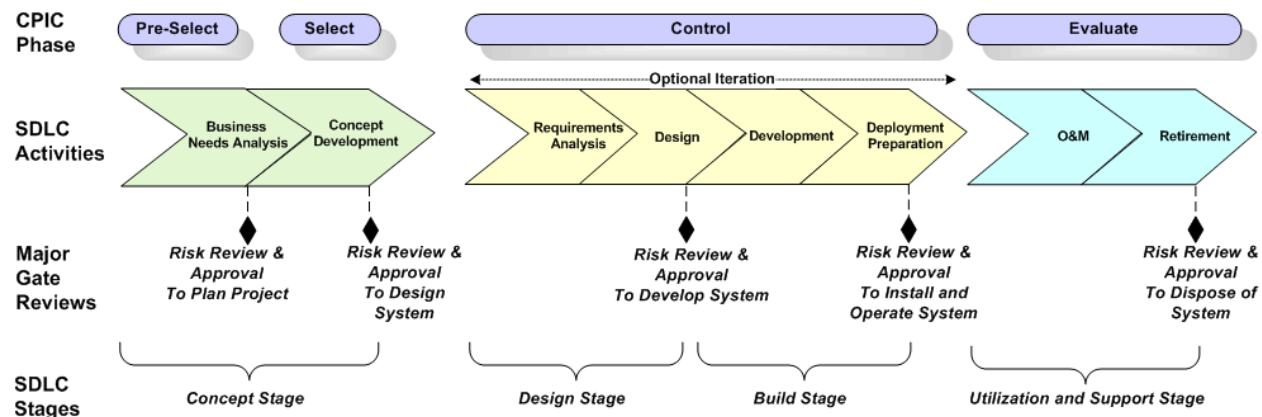 CPIC
Phase
Pre-Select
Select
Control
Evaluate
Optional Iteration
SDLC
Activities
Business
Needs Analysis
Concept
Development
Requirements
Analysis
Design
Development
Deployment
Preparation
O&M
Retirement
Major
Gate
Reviews
Risk Review &
Approval
To Plan Project
Risk Review &
Approval
To Design
System
Risk Review &
Approval
To Develop System
Risk Review &
Approval
To Install and
Operate System
Risk Review &
Approval
To Dispose of
System
SDLC
Stages
Concept Stage
Design Stage
Build Stage
Utilization and Support Stage